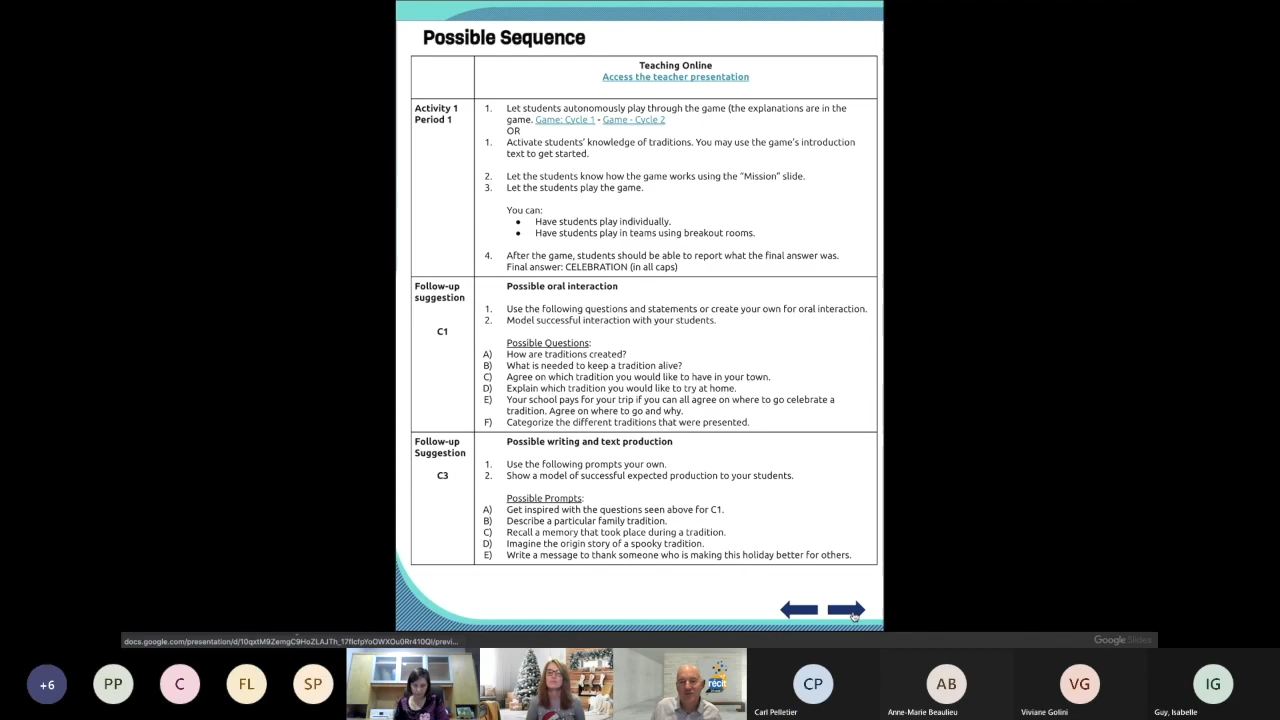 Possible Sequence
Teaching Online
Access the teacher presentation
Activity 1
Period 1
1. Let students autonomously play through the game (the explanations are in the
game. Game: Cycle 1 - Game - Cycle 2
OR
1. Activate students' knowledge of traditions. You may use the game's introduction
text to get started.
2. Let the students know how the game works using the "Mission" slide.
3. Let the students play the game.
You can:
● Have students play individually.
● Have students play in teams using breakout rooms.
4. After the game, students should be able to report what the final answer was.
Final answer: CELEBRATION (in all caps)
Follow-up
suggestion
C1
Possible oral interaction
1. Use the following questions and statements or create your own for oral interaction.
2. Model successful interaction with your students.
Possible Questions:
A) How are traditions created?
B) What is needed to keep a tradition alive?
C) Agree on which tradition you would like to have in your town.
D) Explain which tradition you would like to try at home.
E) Your school pays for your trip if you can all agree on where to go celebrate a
tradition. Agree on where to go and why.
F) Categorize the different traditions that were presented.
Follow-up
Suggestion
C3
Possible writing and text production
1. Use the following prompts your own.
2. Show a model of successful expected production to your students.
Possible Prompts:
A) Get inspired with the questions seen above for C1.
B) Describe a particular family tradition.
C) Recall a memory that took place during a tradition.
D) Imagine the origin story of a spooky tradition.
E) Write a message to thank someone who is making this holiday better for others.
Google Slides
+6
PP
C
FL
SP
récit
CP
Carl Pelletier
AB
Anne-Marie Beaulieu
VG
Viviane Golini
IG
Guy, Isabelle